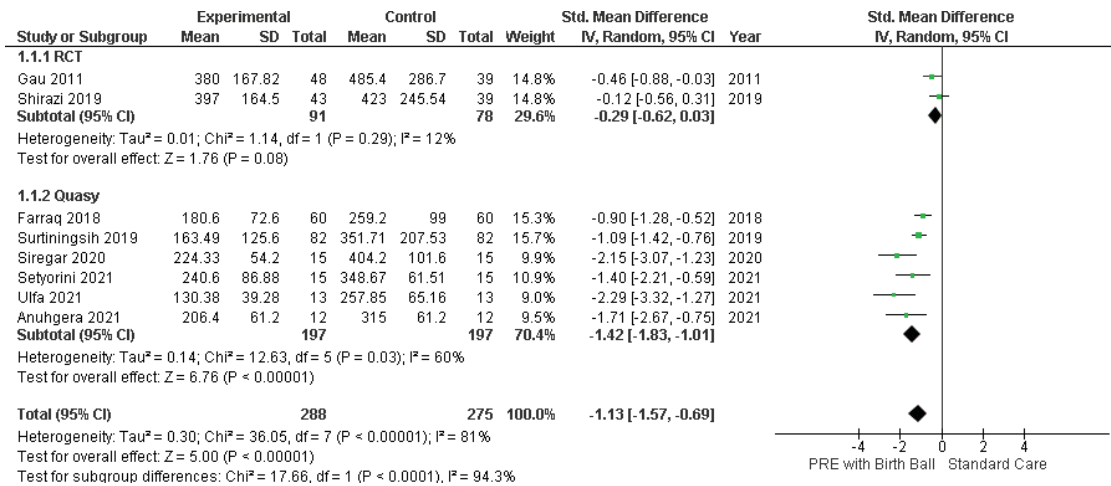 Experimental Control Std. Mean Difference Std. Mean Difference
Study or Subgroup Mean SD Total Mean SD Total Weight IV, Random, 95% CI Year IV, Random, 95% CI
1.1.1 RCT
Gau 2011 380 167.82 48 485.4 286.7 39 14.8% -0.46 [-0.88, -0.03] 2011
Shirazi 2019 397 164.5 43 423 245.54 39 14.8% -0.12 [-0.56, 0.31] 2019
Subtotal (95% CI) 91 78 29.6% -0.29 [-0.62, 0.03]
Heterogeneity: Tau² = 0.01; Chi² = 1.14, df = 1 (P = 0.29); I² = 12%
Test for overall effect: Z = 1.76 (P = 0.08)
1.1.2 Quasy
Farraq 2018 180.6 72.6 60 259.2 99 60 15.3% -0.90 [-1.28, -0.52] 2018
Surtiningsih 2019 163.49 125.6 82 351.71 207.53 82 15.7% -1.09 [-1.42, -0.76] 2019
Siregar 2020 224.33 54.2 15 404.2 101.6 15 9.9% -2.15 [-3.07, -1.23] 2020
Setyorini 2021 240.6 86.88 15 348.67 61.51 15 10.9% -1.40 [-2.21, -0.59] 2021
Ulfa 2021 130.38 39.28 13 257.85 65.16 13 9.0% -2.29 [-3.32, -1.27] 2021
Anuhgera 2021 206.4 61.2 12 315 61.2 12 9.5% -1.71 [-2.67, -0.75] 2021
Subtotal (95% CI) 197 197 70.4% -1.42 [-1.83, -1.01]
Heterogeneity: Tau² = 0.14; Chi² = 12.63, df = 5 (P = 0.03); I² = 60%
Test for overall effect: Z = 6.76 (P < 0.00001)
Total (95% CI) 288 275 100.0% -1.13 [-1.57, -0.69]
Heterogeneity: Tau² = 0.30; Chi² = 36.05, df = 7 (P < 0.00001); I² = 81%
Test for overall effect: Z = 5.00 (P < 0.00001)
Test for subgroup differences: Chi² = 17.66, df = 1 (P < 0.0001), I² = 94.3%
-4 -2 0 2 4
PRE with Birth Ball Standard Care